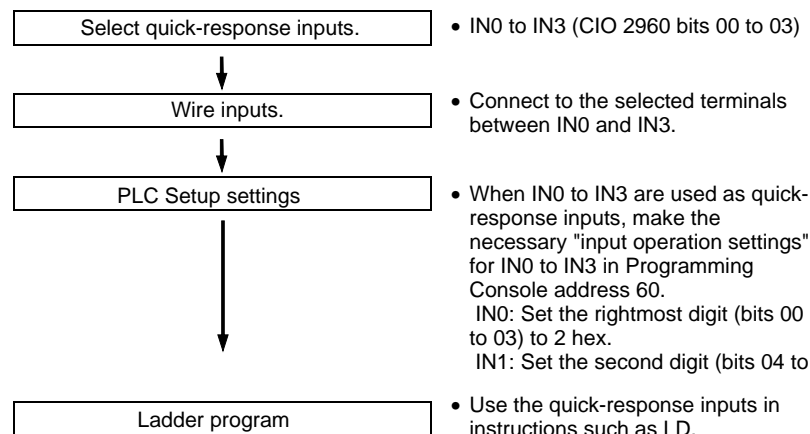 Select quick-response inputs.
• IN0 to IN3 (CIO 2960 bits 00 to 03)
Wire inputs.
• Connect to the selected terminals
between IN0 and IN3.
PLC Setup settings
• When IN0 to IN3 are used as quick-
response inputs, make the
necessary "input operation settings"
for IN0 to IN3 in Programming
Console address 60.
IN0: Set the rightmost digit (bits 00
to 03) to 2 hex.
IN1: Set the second digit (bits 04 to
Ladder program
• Use the quick-response inputs in
instructions such as LD.